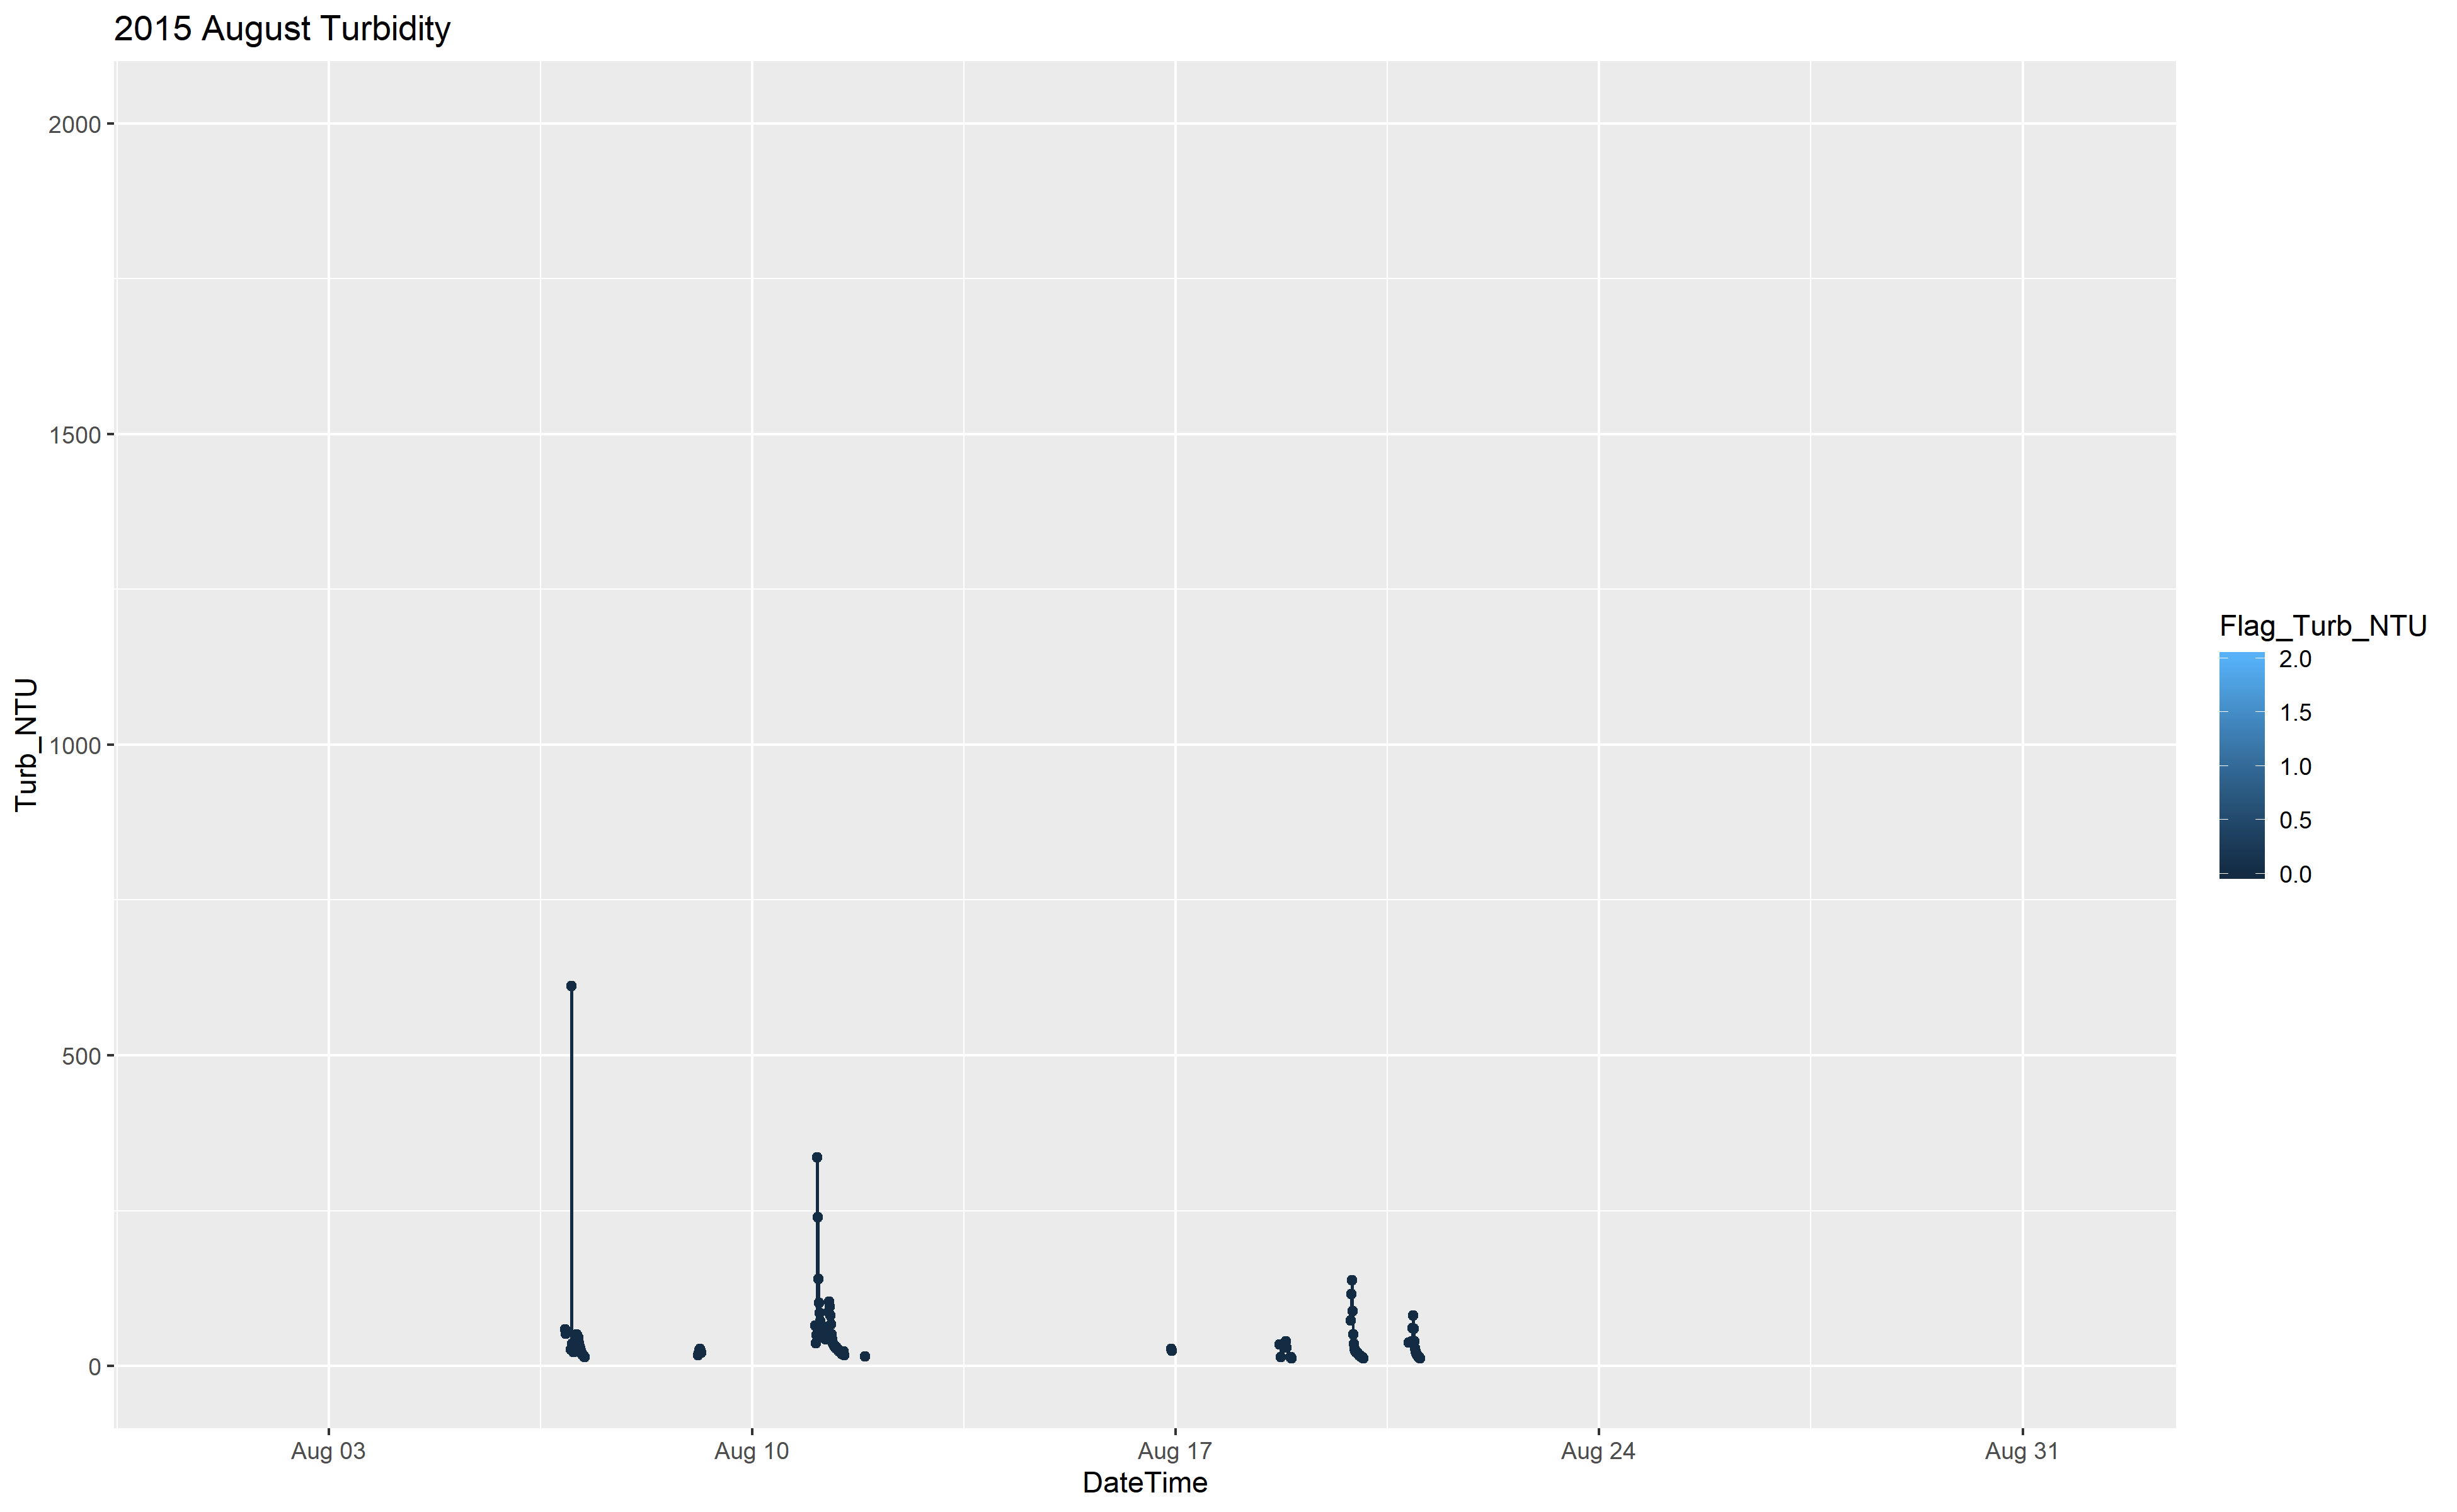 2015 August Turbidity
Turb_NTU
2000
1500
1000
500
0
Aug 03
Aug 10
Aug 17
Aug 24
Aug 31
DateTime
Flag_Turb_NTU
2.0
1.5
1.0
0.5
0.0